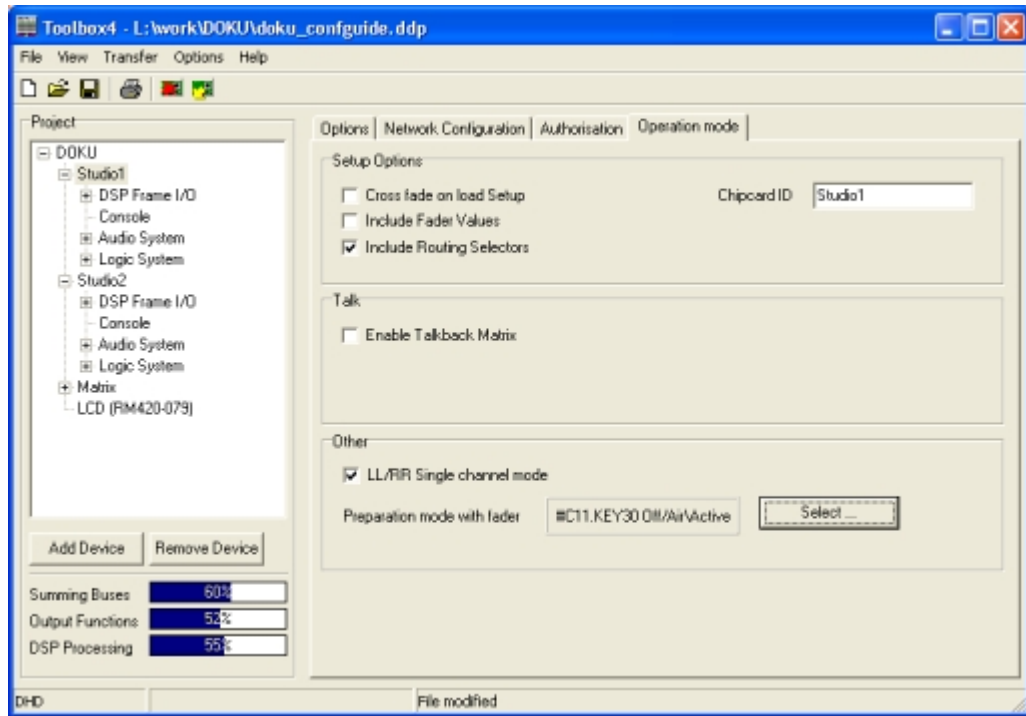 Toolbox4 - L:\work\DOKU\doku_confguide.ddp
File View Transfer Options Help
Project
DOKU
Studio1
DSP Frame I/O
Console
Audio System
Logic System
Studio2
DSP Frame I/O
Console
Audio System
Logic System
Matrix
LCD (RM420-079)
Add Device Remove Device
Summing Buses 60%
Output Functions 52%
DSP Processing 55%
Options Network Configuration Authorisation Operation mode
Setup Options
Cross fade on load Setup Chipcard ID Studio1
Include Fader Values
Include Routing Selectors
Talk
Enable Talkback Matrix
Other
LL/RR Single channel mode
Preparation mode with fader #C11.KEY30 Off/Air\Active Select ...
DHD File modified